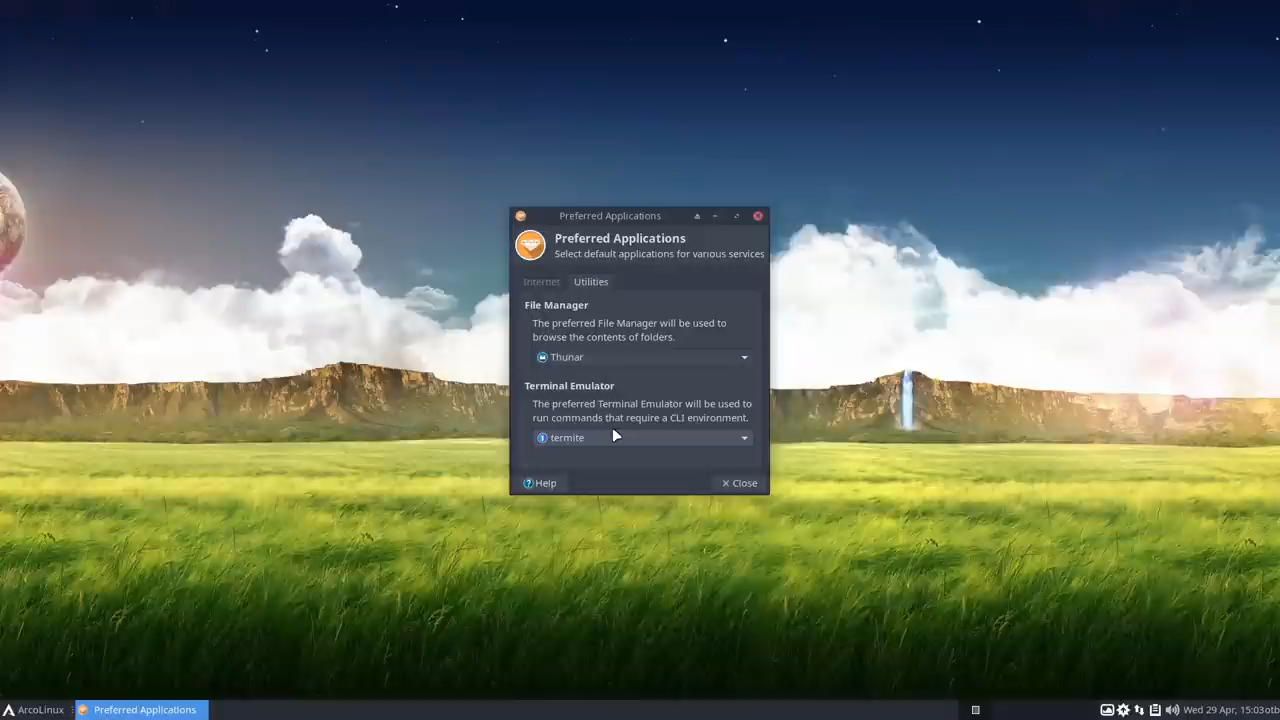 Preferred Applications
Preferred Applications
Select default applications for various services
Internet Utilities
File Manager
The preferred File Manager will be used to
browse the contents of folders.
Thunar
Terminal Emulator
The preferred Terminal Emulator will be used to
run commands that require a CLI environment.
termite
? Help
Close
ArcoLinux
Preferred Applications
Wed 29 Apr, 15:03otb